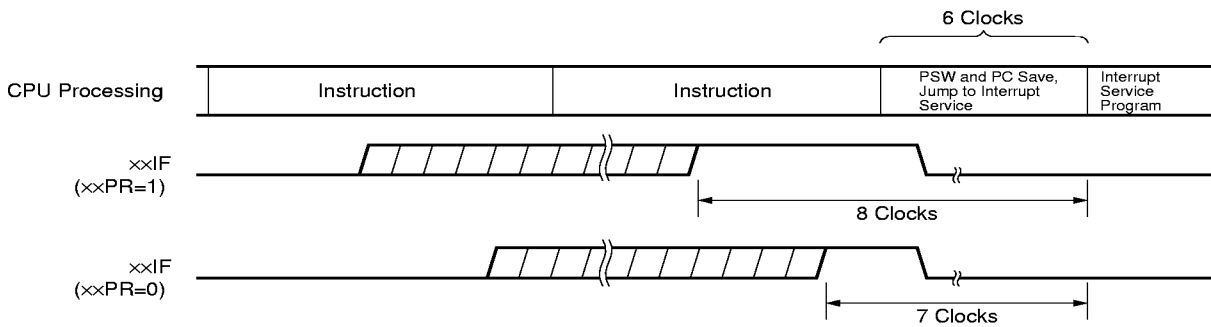 6 Clocks
CPU Processing
Instruction
Instruction
PSW and PC Save,
Jump to Interrupt
Service
Interrupt
Service
Program
××IF
(××PR=1)
8 Clocks
××IF
(××PR=0)
7 Clocks